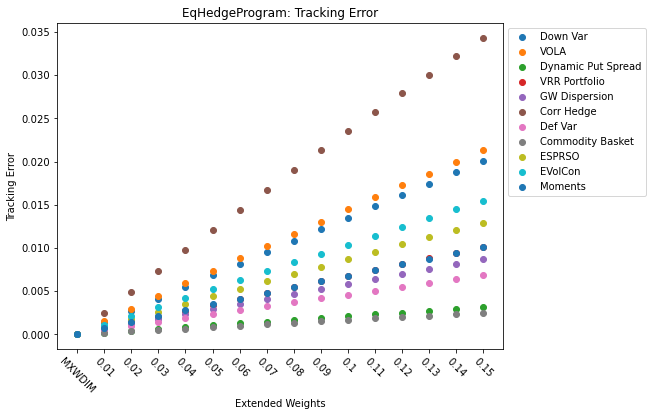 EqHedgeProgram: Tracking Error
Tracking Error
0.035
0.030
0.025
0.020
0.015
0.010
0.005
0.000
MXWDIM
0.01
0.02
0.03
0.04
0.05
0.06
0.07
0.08
0.09
0.1
0.11
0.12
0.13
0.14
0.15
Extended Weights
Down Var
VOLA
Dynamic Put Spread
VRR Portfolio
GW Dispersion
Corr Hedge
Def Var
Commodity Basket
ESPRSO
EVolCon
Moments